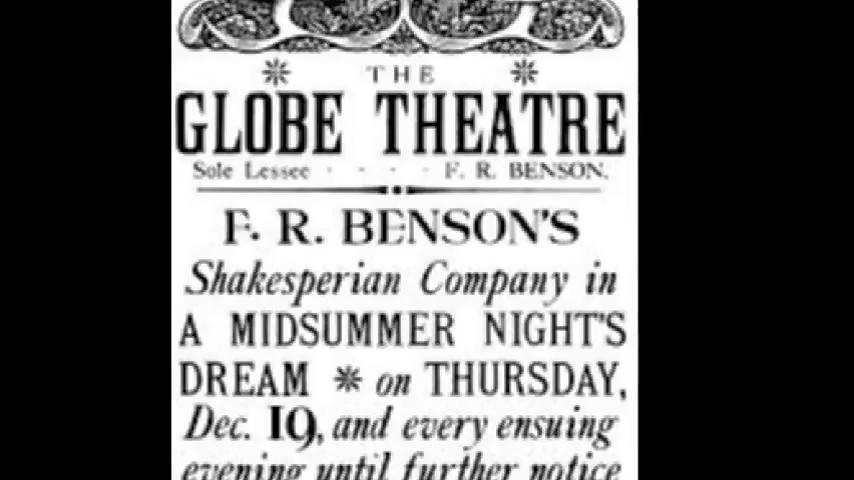 THE
GLOBE THEATRE
Sole Lessee - - - - F. R. BENSON.
F. R. BENSON'S
Shakesperian Company in
A MIDSUMMER NIGHT'S
DREAM * on THURSDAY,
Dec. 19, and every ensuing
evening until further notice